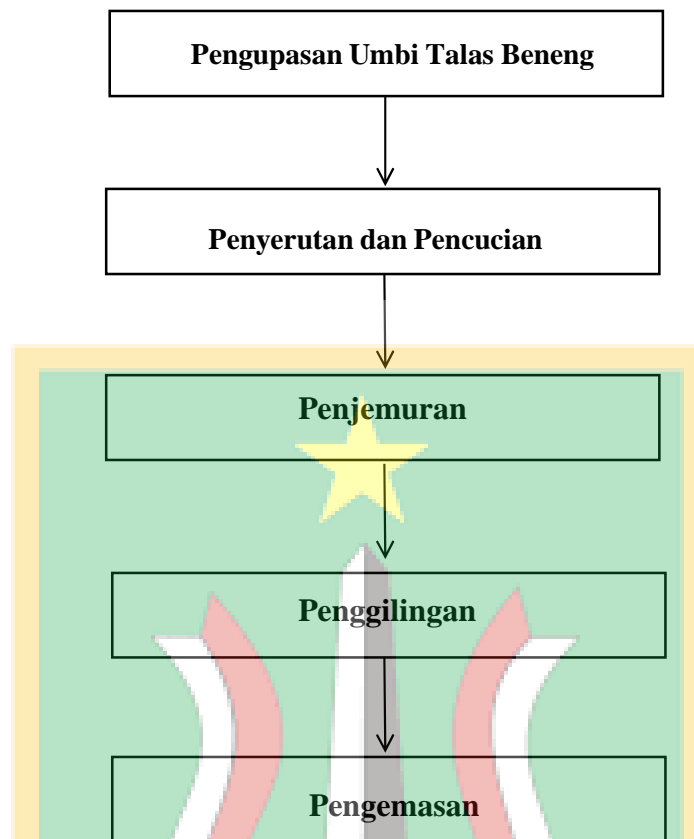 Pengupasan Umbi Talas Beneng
Penyerutan dan Pencucian
Penjemuran
Penggilingan
Pengemasan